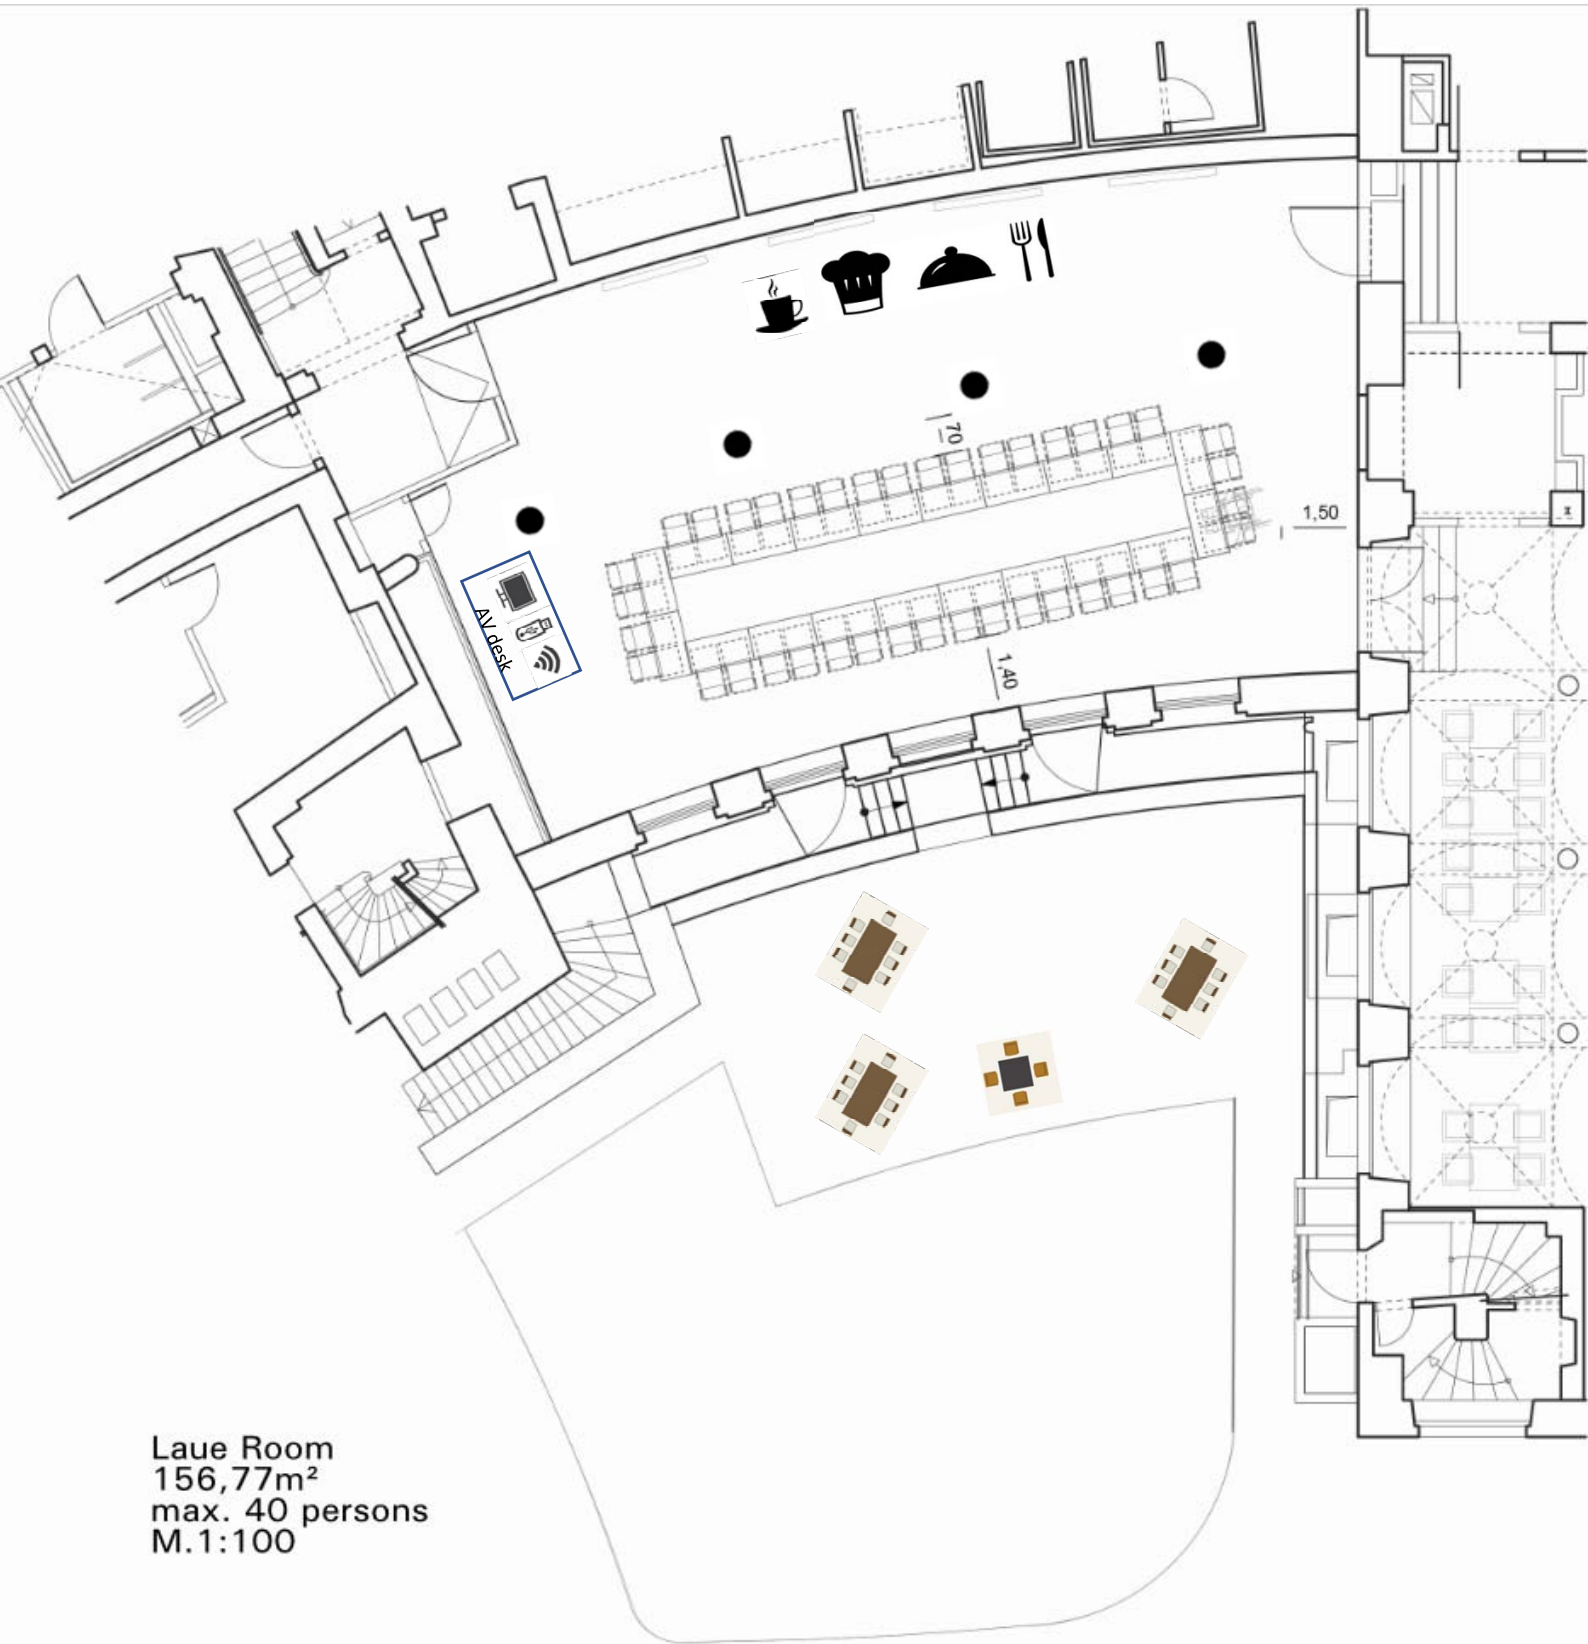 70
1,50
AV desk
1,40
x
Laue Room
156,77m²
max. 40 persons
M.1:100